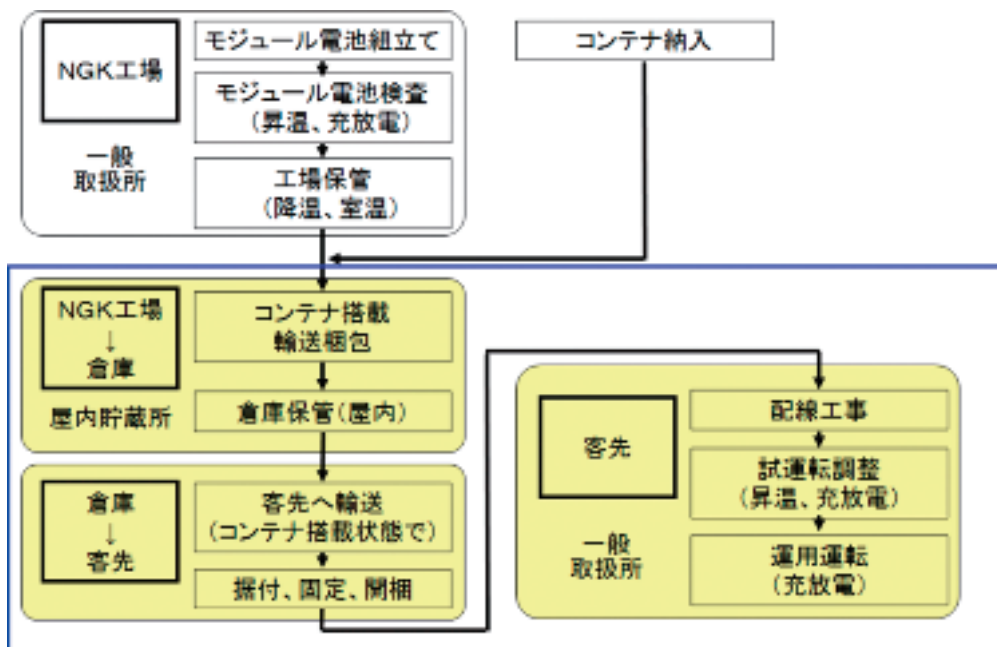 NGK工場
一般
取扱所
モジュール電池組立て
モジュール電池検査
(昇温、充放電)
工場保管
(降温、室温)
コンテナ納入
NGK工場
↓
倉庫
屋内貯蔵所
コンテナ搭載
輸送梱包
倉庫保管(屋内)
倉庫
↓
客先
客先へ輸送
(コンテナ搭載状態で)
据付、固定、開梱
客先
一般
取扱所
配線工事
試運転調整
(昇温、充放電)
運用運転
(充放電)